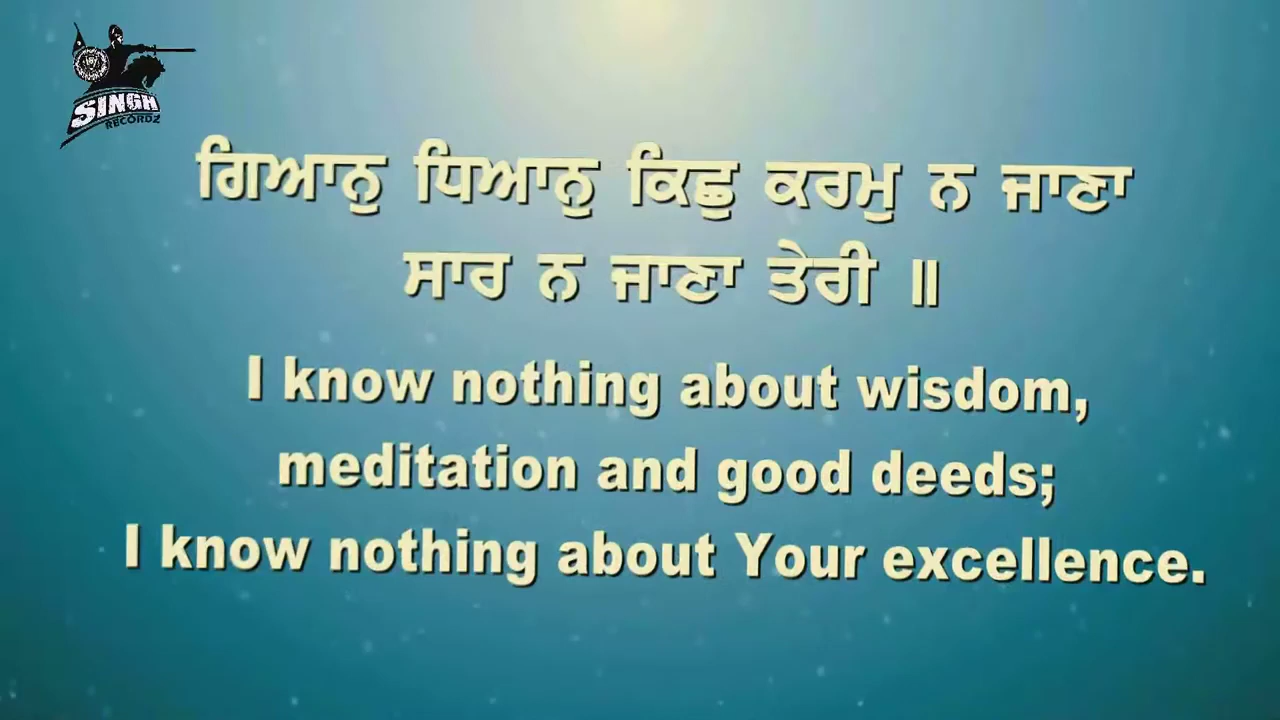 SINGH
RECORDZ
ਗਿਆਨੁ ਧਿਆਨੁ ਕਿਛੁ ਕਰਮੁ ਨ ਜਾਣਾ
ਸਾਰ ਨ ਜਾਣਾ ਤੇਰੀ ॥
I know nothing about wisdom,
meditation and good deeds;
I know nothing about Your excellence.